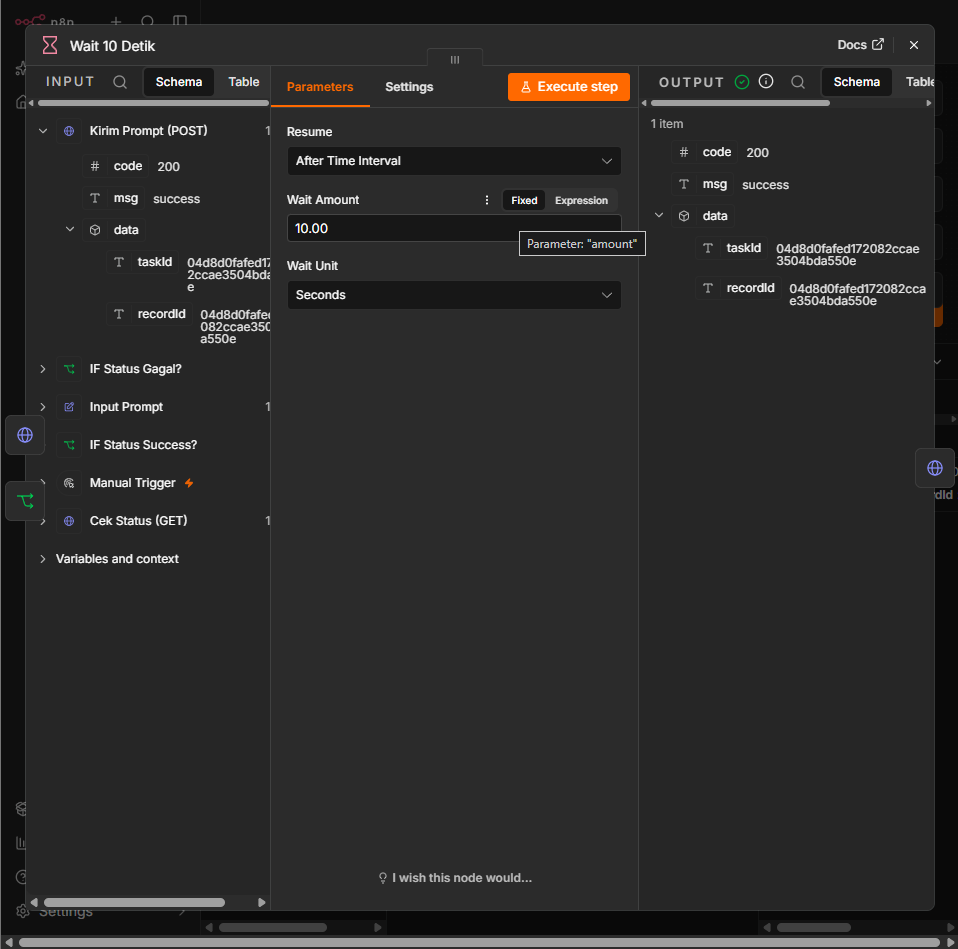 n8n
Wait 10 Detik
Docs
INPUT
Schema
Table
Parameters
Settings
Execute step
OUTPUT
Schema
Table
Kirim Prompt (POST)
1
# code 200
T msg success
data
T taskId 04d8d0fafed17
2ccae3504bda
e
T recordId 04d8d0fafed
082ccae350
a550e
IF Status Gagal?
Input Prompt
1
IF Status Success?
Manual Trigger
Cek Status (GET)
1
Variables and context
Resume
After Time Interval
Wait Amount
Fixed
Expression
10.00
Parameter: "amount"
Wait Unit
Seconds
I wish this node would...
1 item
# code 200
T msg success
data
T taskId 04d8d0fafed172082ccae
3504bda550e
T recordId 04d8d0fafed172082cca
e3504bda550e
rdId
Settings